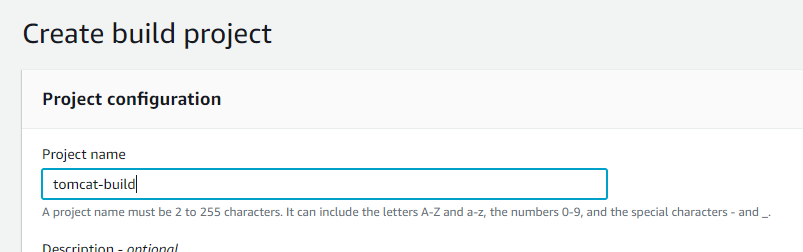 Create build project
Project configuration
Project name
tomcat-build
A project name must be 2 to 255 characters. It can include the letters A-Z and a-z, the numbers 0-9, and the special characters - and _.
Description - optional